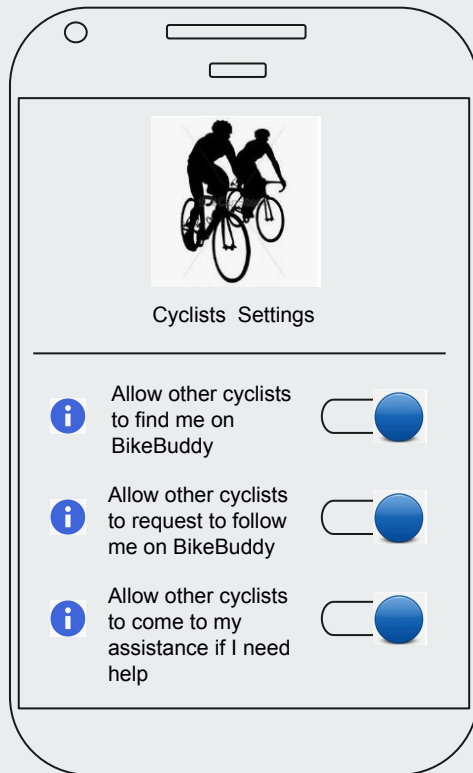 Cyclists Settings
Allow other cyclists
to find me on
BikeBuddy
Allow other cyclists
to request to follow
me on BikeBuddy
Allow other cyclists
to come to my
assistance if I need
help